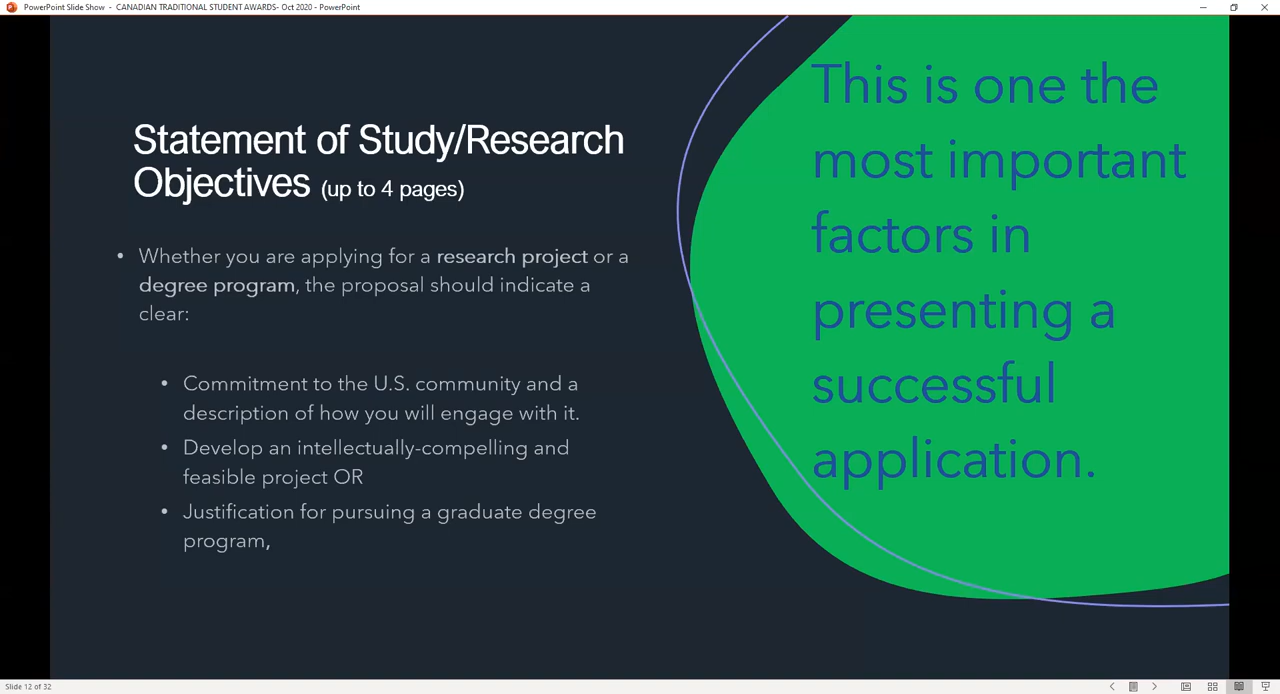 PowerPoint Slide Show - CANADIAN TRADITIONAL STUDENT AWARDS- Oct 2020 - PowerPoint
Statement of Study/Research
Objectives (up to 4 pages)
• Whether you are applying for a research project or a
degree program, the proposal should indicate a
clear:
• Commitment to the U.S. community and a
description of how you will engage with it.
• Develop an intellectually-compelling and
feasible project OR
• Justification for pursuing a graduate degree
program,
This is one the
most important
factors in
presenting a
successful
application.
Slide 12 of 32